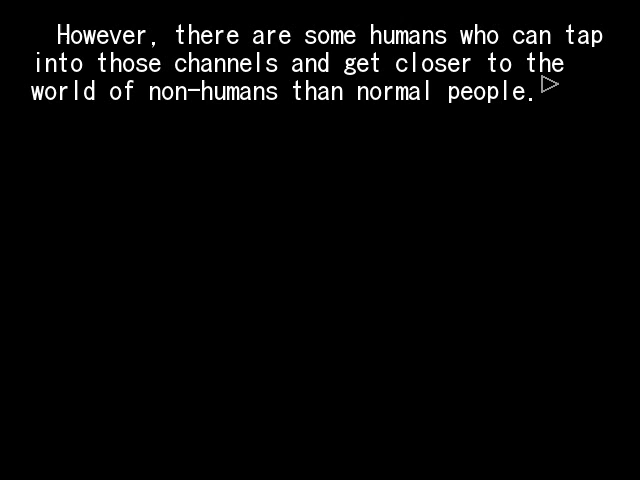 However, there are some humans who can tap
into those channels and get closer to the
world of non-humans than normal people.